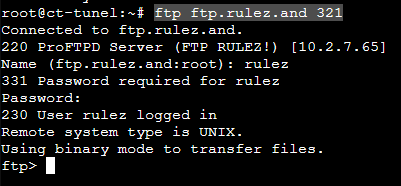 root@ct-tunel:~# ftp ftp.rulez.and 321
Connected to ftp.rulez.and.
220 ProFTPD Server (FTP RULEZ!) [10.2.7.65]
Name (ftp.rulez.and:root): rulez
331 Password required for rulez
Password:
230 User rulez logged in
Remote system type is UNIX.
Using binary mode to transfer files.
ftp>